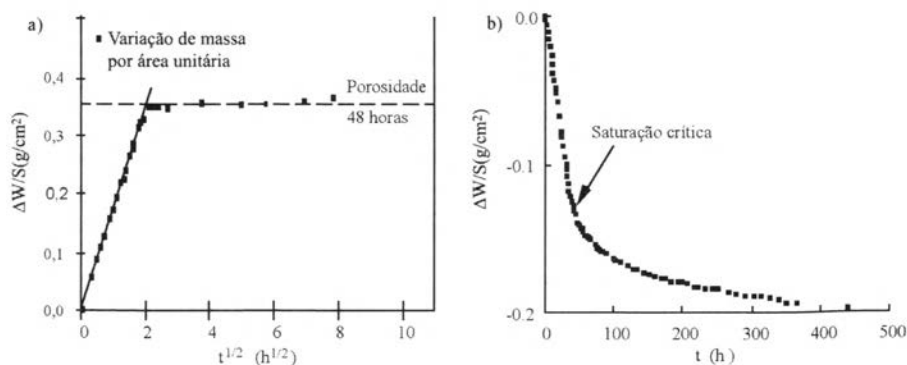 a)
Variação de massa
por área unitária
ΔW/S(g/cm²)
0,4
0,3
0,2
0,1
0,0
Porosidade
48 horas
0 2 4 6 8 10
t^1/2 (h^1/2)
b)
ΔW/S(g/cm²)
0.0
-0.1
-0.2
Saturação crítica
0 100 200 300 400 500
t (h)